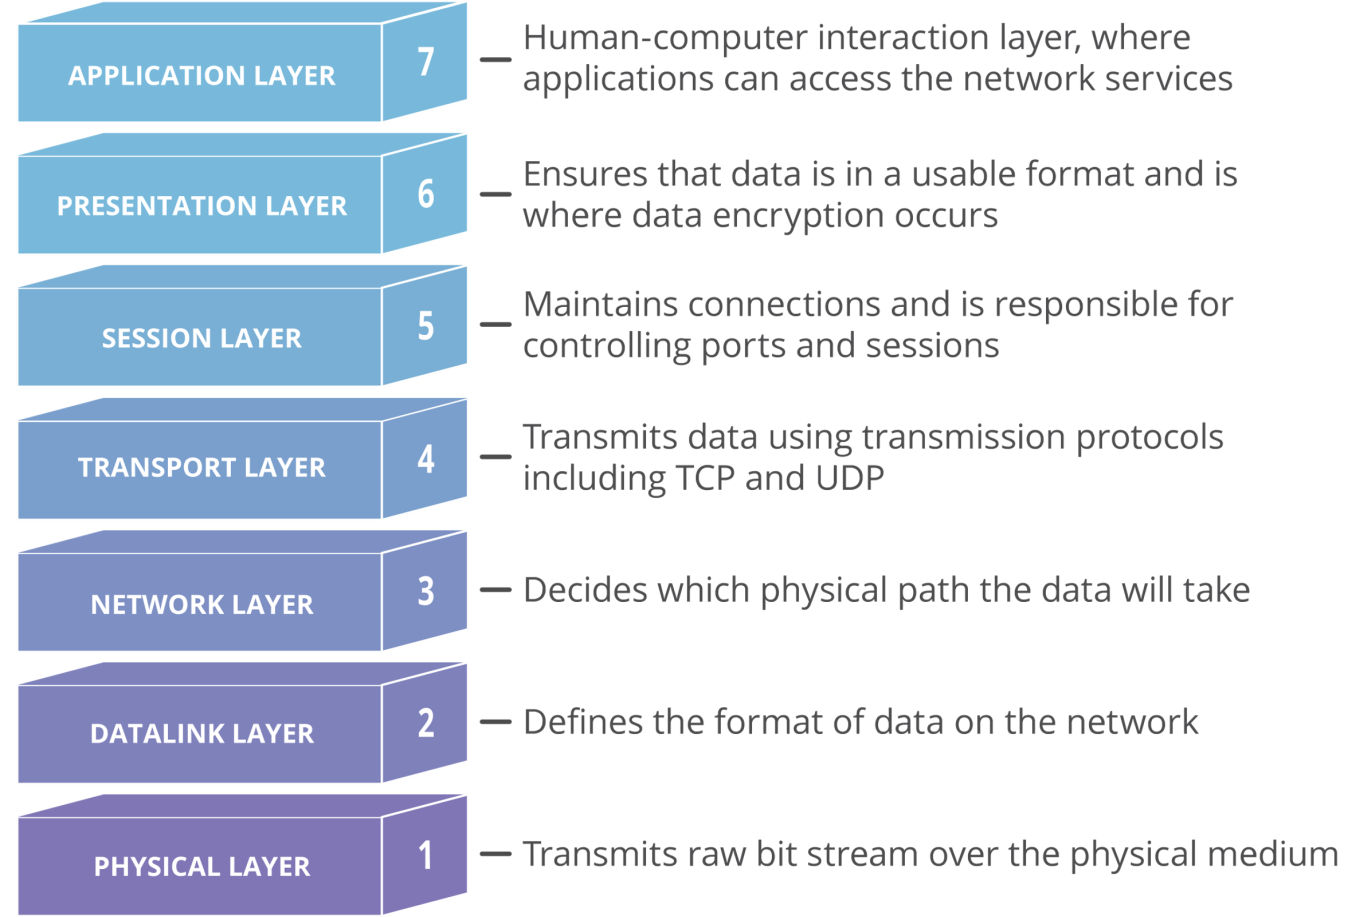 APPLICATION LAYER
7
Human-computer interaction layer, where
applications can access the network services
PRESENTATION LAYER
6
Ensures that data is in a usable format and is
where data encryption occurs
SESSION LAYER
5
Maintains connections and is responsible for
controlling ports and sessions
TRANSPORT LAYER
4
Transmits data using transmission protocols
including TCP and UDP
NETWORK LAYER
3
Decides which physical path the data will take
DATALINK LAYER
2
Defines the format of data on the network
PHYSICAL LAYER
1
Transmits raw bit stream over the physical medium